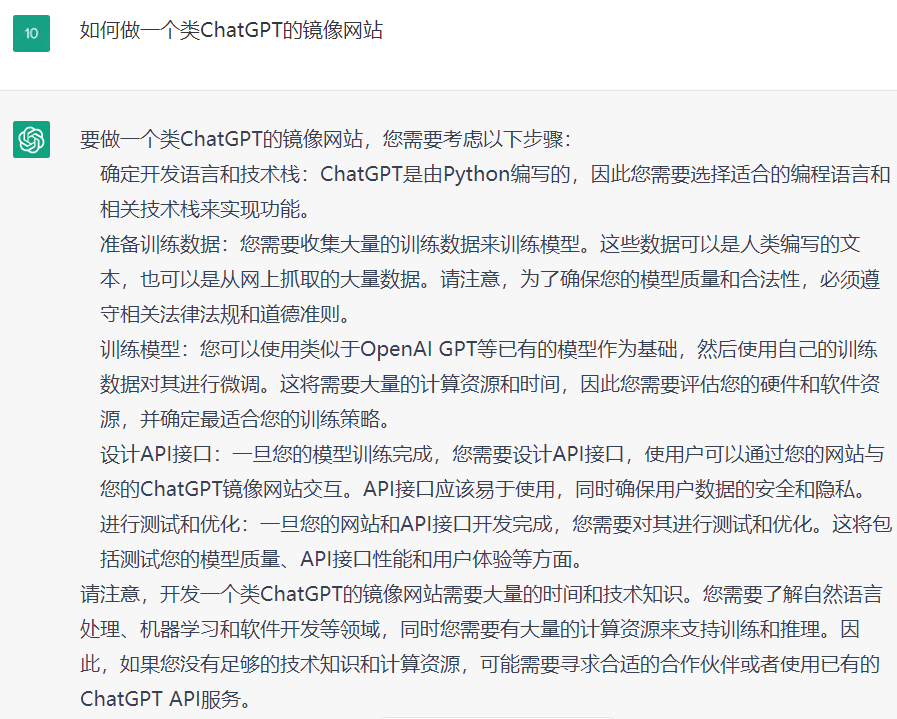 10
如何做一个类ChatGPT的镜像网站
要做一个类ChatGPT的镜像网站，您需要考虑以下步骤：
确定开发语言和技术栈：ChatGPT是由Python编写的，因此您需要选择适合的编程语言和
相关技术栈来实现功能。
准备训练数据：您需要收集大量的训练数据来训练模型。这些数据可以是人类编写的文
本，也可以是从网上抓取的大量数据。请注意，为了确保您的模型质量和合法性，必须遵
守相关法律法规和道德准则。
训练模型：您可以使用类似于OpenAI GPT等已有的模型作为基础，然后使用自己的训练
数据对其进行微调。这将需要大量的计算资源和时间，因此您需要评估您的硬件和软件资
源，并确定最适合您的训练策略。
设计API接口：一旦您的模型训练完成，您需要设计API接口，使用户可以通过您的网站与
您的ChatGPT镜像网站交互。API接口应该易于使用，同时确保用户数据的安全和隐私。
进行测试和优化：一旦您的网站和API接口开发完成，您需要对其进行测试和优化。这将包
括测试您的模型质量、API接口性能和用户体验等方面。
请注意，开发一个类ChatGPT的镜像网站需要大量的时间和技术知识。您需要了解自然语言
处理、机器学习和软件开发等领域，同时您需要有大量的计算资源来支持训练和推理。因
此，如果您没有足够的技术知识和计算资源，可能需要寻求合适的合作伙伴或者使用已有的
ChatGPT API服务。